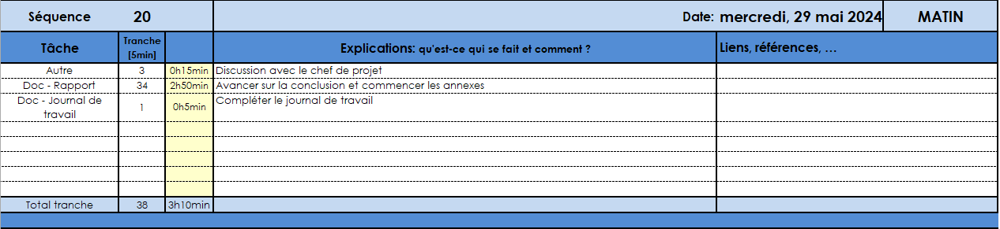 Séquence 20 Date: mercredi, 29 mai 2024 MATIN
Tâche Tranche [5min] Explications: qu'est-ce qui se fait et comment ? Liens, références, ...
Autre 3 0h15min Discussion avec le chef de projet
Doc - Rapport 34 2h50min Avancer sur la conclusion et commencer les annexes
Doc - Journal de travail 1 0h5min Compléter le journal de travail
Total tranche 38 3h10min